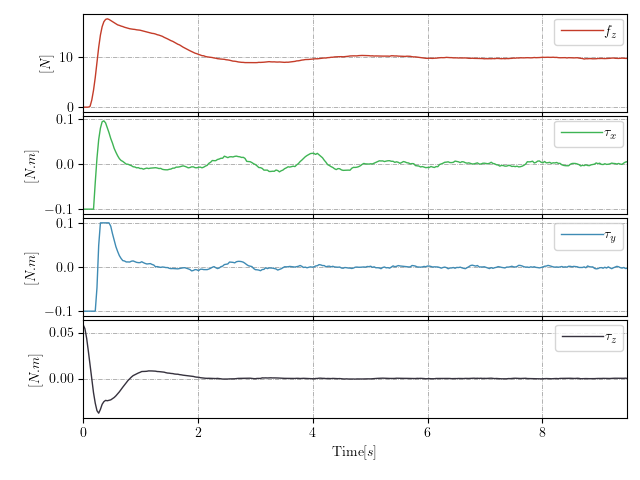 f_z
10
0
[N]
τ_x
0.1
0.0
−0.1
[N.m]
τ_y
0.1
0.0
−0.1
[N.m]
τ_z
0.05
0.00
[N.m]
0 2 4 6 8
Time[s]